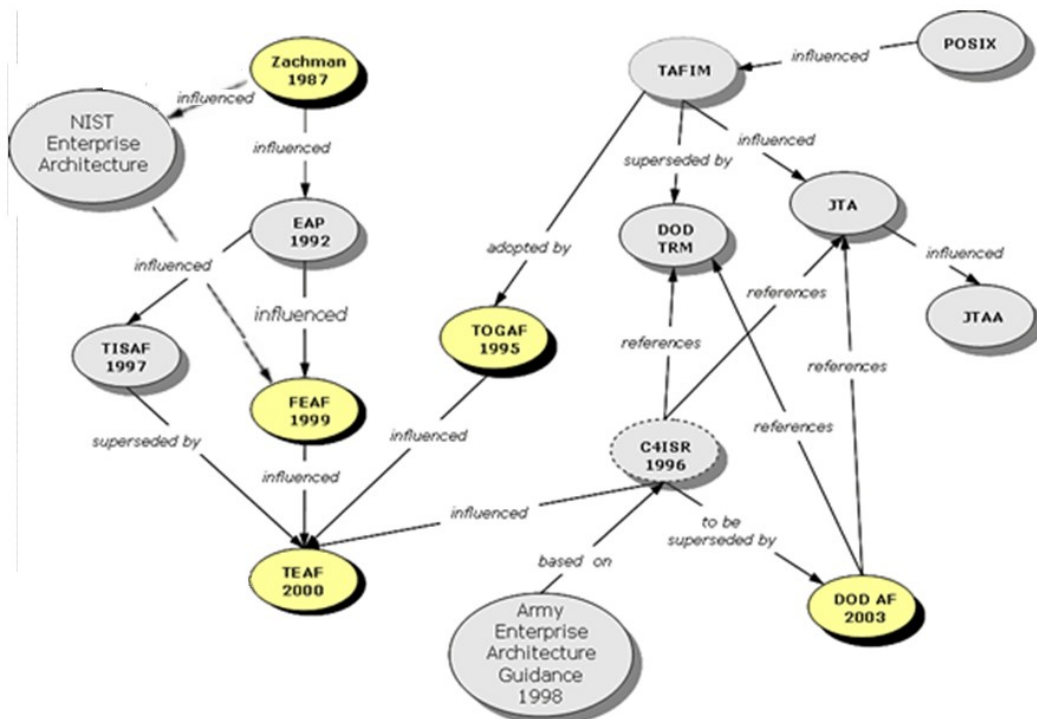 Zachman
1987
POSIX
TAFIM
influenced
influenced
NIST
Enterprise
Architecture
influenced
superseded by
influenced
EAP
1992
DOD
TRM
JTA
influenced
adopted by
influenced
references
JTAA
influenced
TISAF
1997
TOGAF
1995
references
references
FEAF
1999
superseded by
influenced
references
C4ISR
1996
influenced
influenced
to be
superseded by
based on
TEAF
2000
DOD AF
2003
Army
Enterprise
Architecture
Guidance
1998